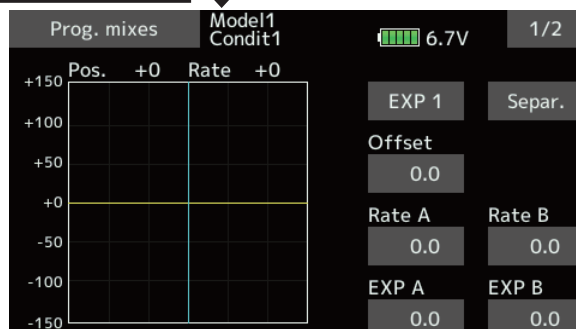 Prog. mixes
Model1
Condit1
6.7V
1/2
Pos. +0 Rate +0
+150
+100
+50
+0
-50
-100
-150
EXP 1
Separ.
Offset
0.0
Rate A Rate B
0.0 0.0
EXP A EXP B
0.0 0.0